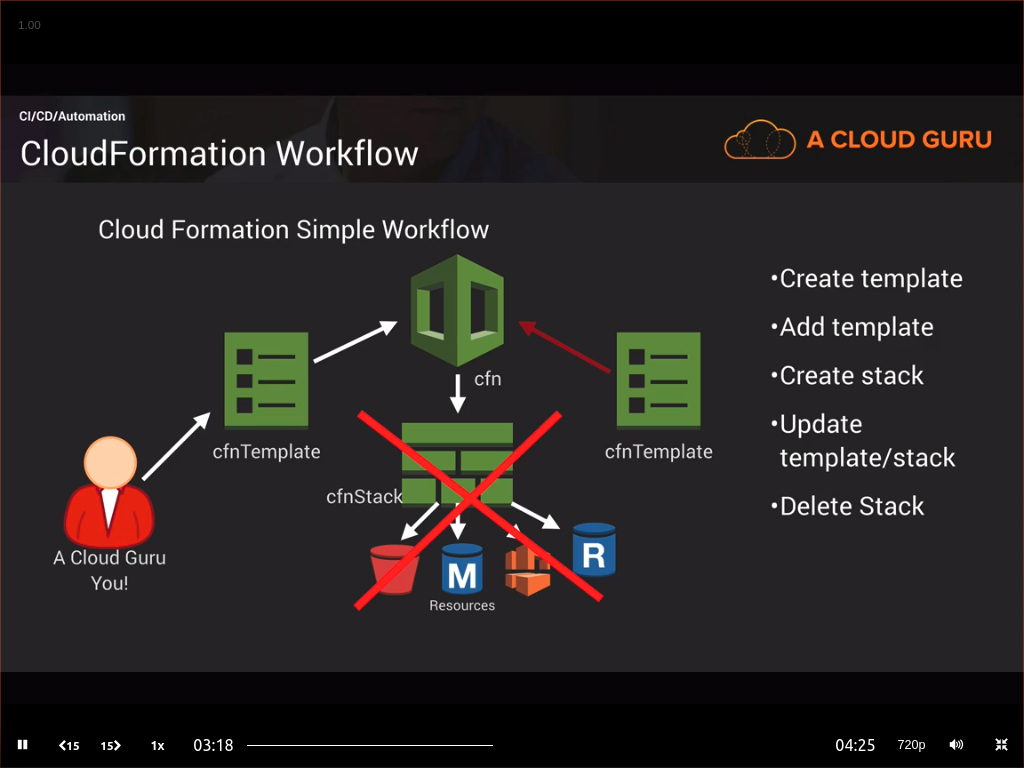 1.00
CI/CD/Automation
CloudFormation Workflow
A CLOUD GURU
Cloud Formation Simple Workflow
cfn
cfnTemplate
cfnTemplate
cfnStack
A Cloud Guru
You!
M
R
Resources
•Create template
•Add template
•Create stack
•Update
template/stack
•Delete Stack
15
15
1x
03:18
04:25
720p